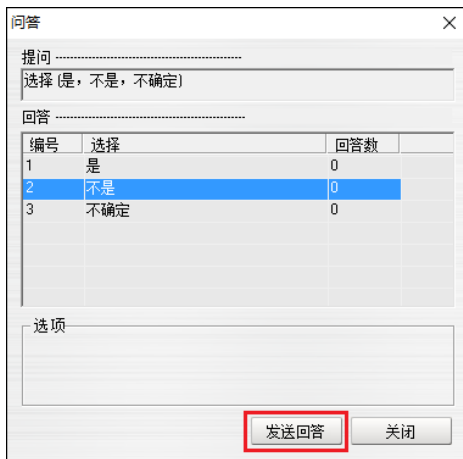 问答
提问
选择 (是，不是，不确定)
回答
编号 选择 回答数
1 是 0
2 不是 0
3 不确定 0
选项
发送回答 关闭